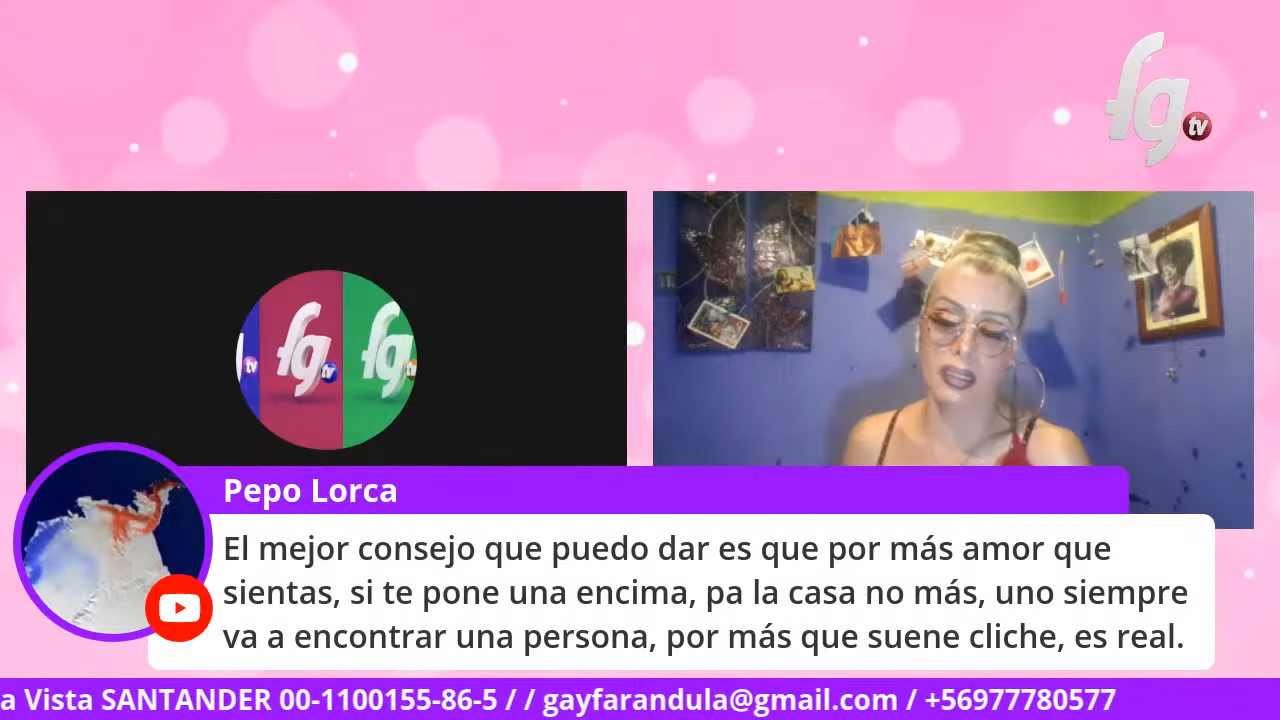 fg tv
tv fg tv fg tv
Pepo Lorca
El mejor consejo que puedo dar es que por más amor que
sientas, si te pone una encima, pa la casa no más, uno siempre
va a encontrar una persona, por más que suene cliche, es real.
a Vista SANTANDER 00-1100155-86-5 / / gayfarandula@gmail.com / +56977780577